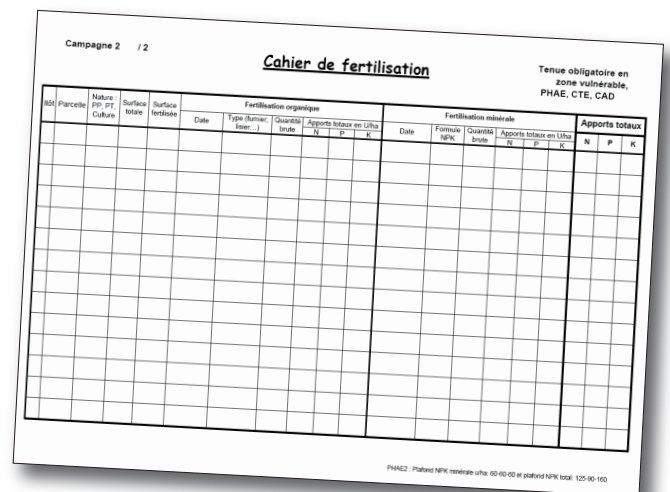 Campagne 2 / 2
Cahier de fertilisation
Tenue obligatoire en
zone vulnérable,
PHAE, CTE, CAD
Ilôt Parcelle Nature : PP, PT, Culture Surface totale Surface fertilisée
Fertilisation organique
Date Type (fumier, lisier…) Quantité brute Apports totaux en U/ha
N P K
Fertilisation minérale
Date Formule NPK Quantité brute Apports totaux en U/ha
N P K
Apports totaux
N P K
PHAE2 : Plafond NPK minérale u/ha: 60-60-60 et plafond NPK total: 125-90-160